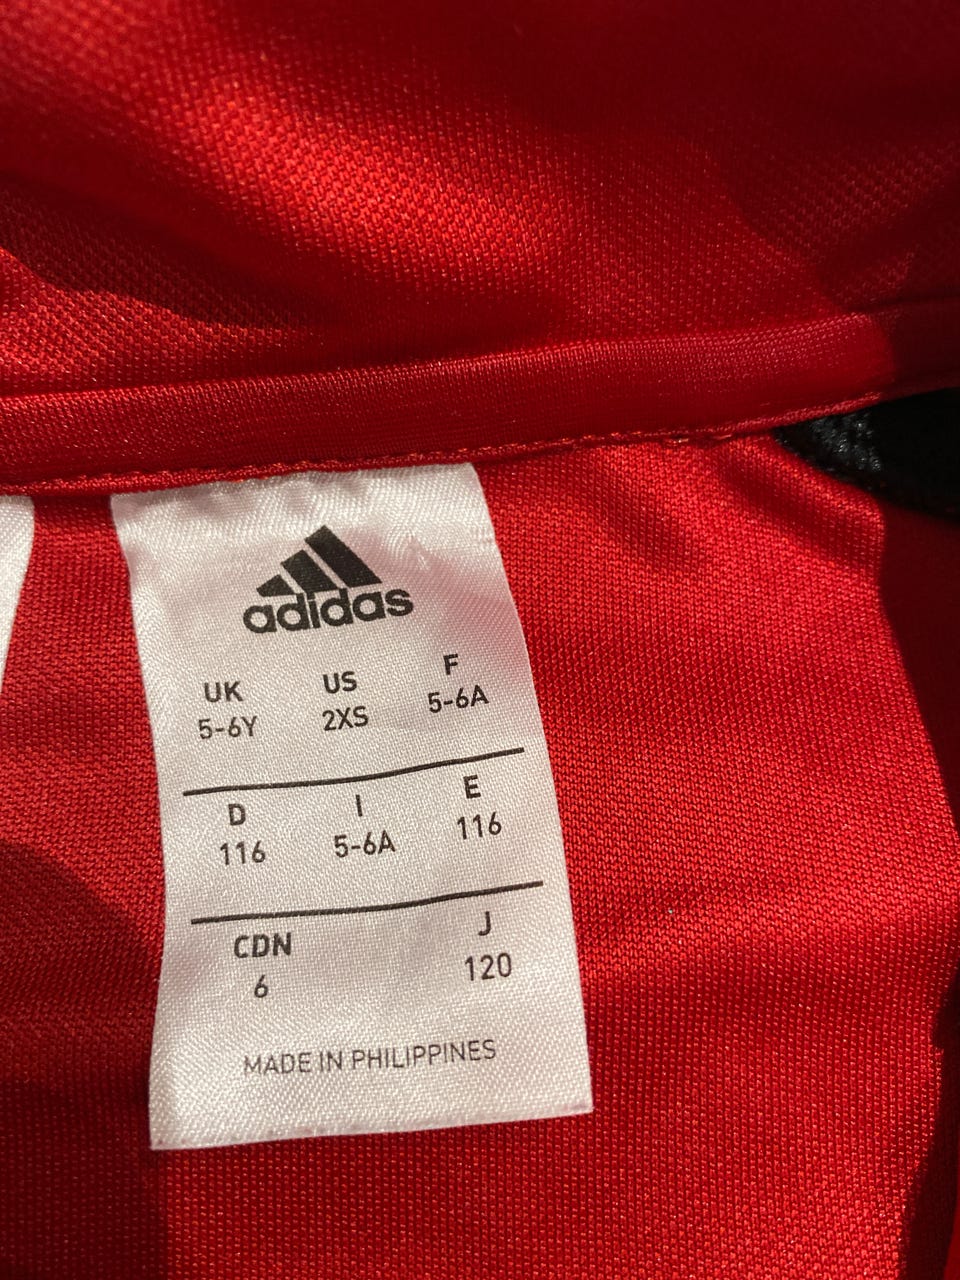 adidas
UK US F
5-6Y 2XS 5-6A
D I E
116 5-6A 116
CDN J
6 120
MADE IN PHILIPPINES